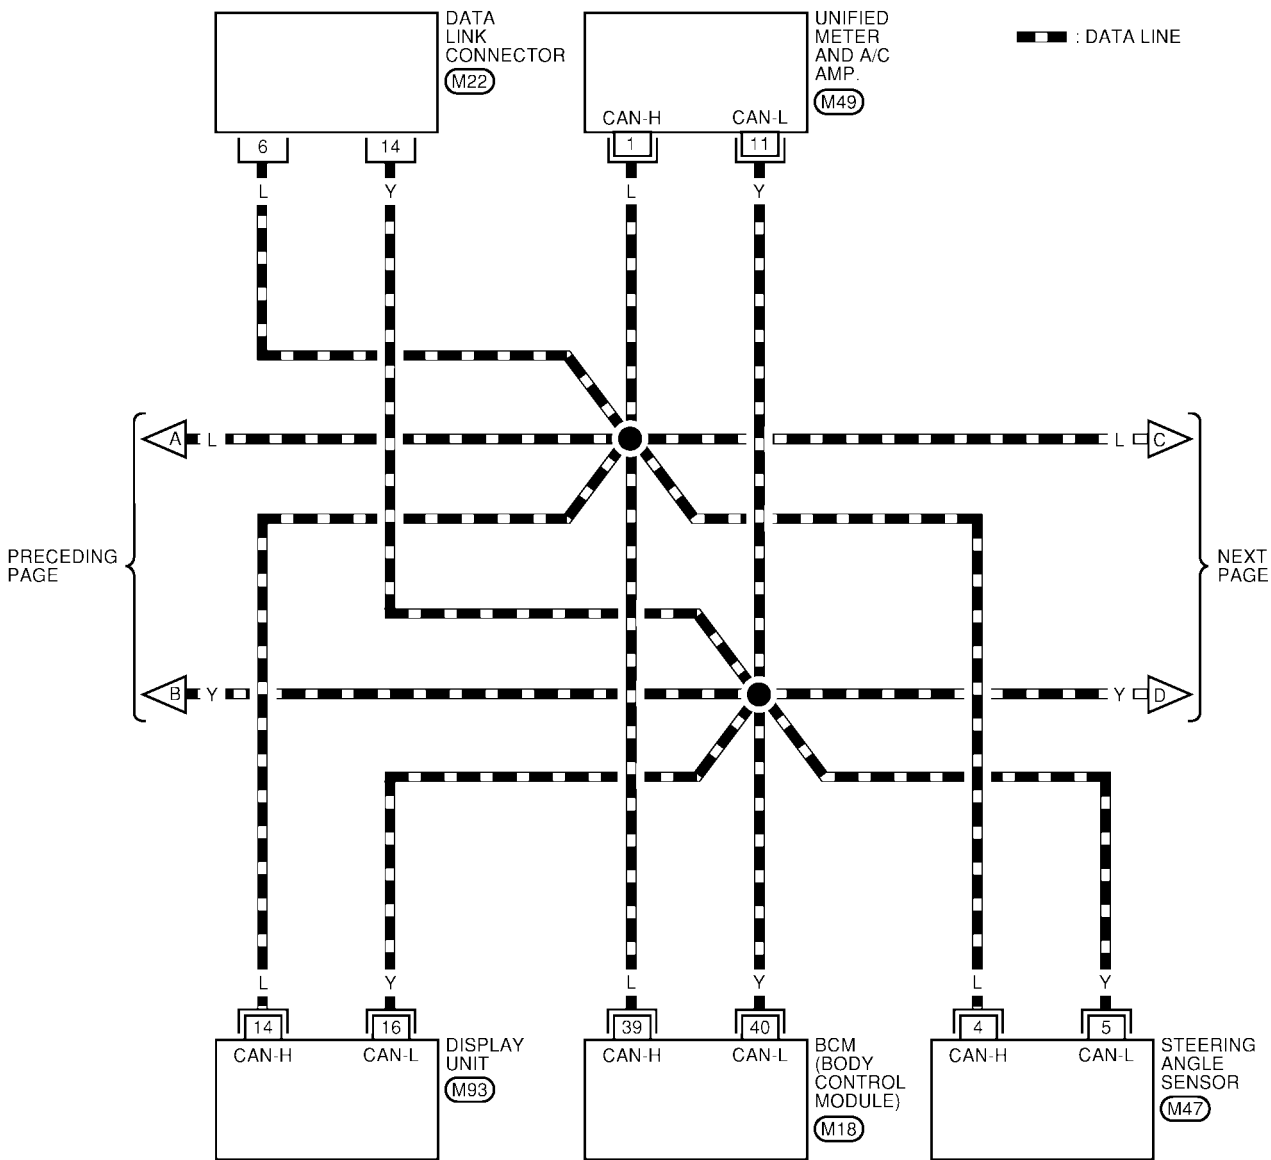 DATA
LINK
CONNECTOR
M22
UNIFIED
METER
AND A/C
AMP.
M49
: DATA LINE
CAN-H
CAN-L
6
14
1
11
L
Y
L
Y
A
L
L
C
PRECEDING
PAGE
NEXT
PAGE
B
Y
Y
D
L
Y
L
Y
L
Y
14
16
39
40
4
5
CAN-H
CAN-L
DISPLAY
UNIT
M93
CAN-H
CAN-L
BCM
(BODY
CONTROL
MODULE)
M18
CAN-H
CAN-L
STEERING
ANGLE
SENSOR
M47